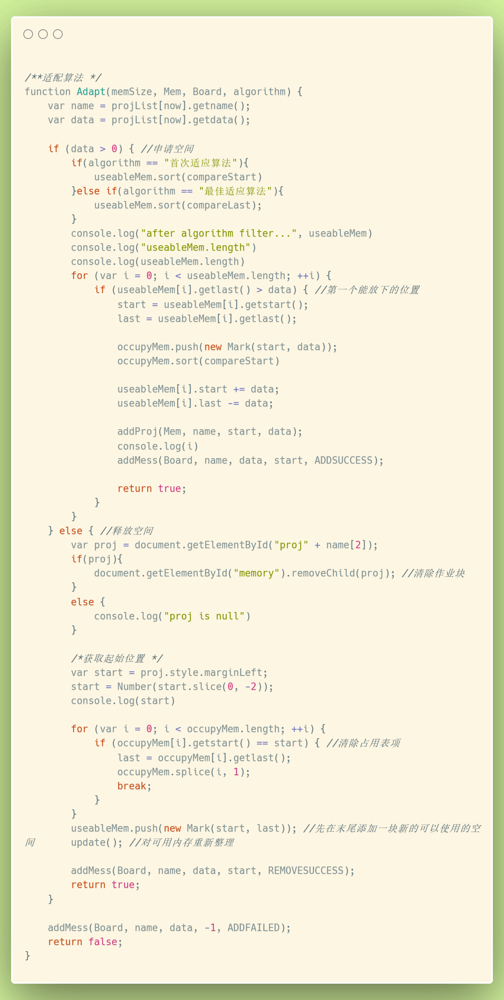 /**适配算法 */
function Adapt(memSize, Mem, Board, algorithm) {
    var name = projList[now].getname();
    var data = projList[now].getdata();

    if (data > 0) { //申请空间
        if(algorithm == "首次适应算法"){
            useableMem.sort(compareStart)
        }else if(algorithm == "最佳适应算法"){
            useableMem.sort(compareLast);
        }
        console.log("after algorithm filter...", useableMem)
        console.log("useableMem.length")
        console.log(useableMem.length)
        for (var i = 0; i < useableMem.length; ++i) {
            if (useableMem[i].getlast() > data) { //第一个能放下的位置
                start = useableMem[i].getstart();
                last = useableMem[i].getlast();

                occupyMem.push(new Mark(start, data));
                occupyMem.sort(compareStart)

                useableMem[i].start += data;
                useableMem[i].last -= data;

                addProj(Mem, name, start, data);
                console.log(i)
                addMess(Board, name, data, start, ADDSUCCESS);

                return true;
            }
        }
    } else { //释放空间
        var proj = document.getElementById("proj" + name[2]);
        if(proj){
            document.getElementById("memory").removeChild(proj); //清除作业块
        }
        else {
            console.log("proj is null")
        }

        /*获取起始位置 */
        var start = proj.style.marginLeft;
        start = Number(start.slice(0, -2));
        console.log(start)

        for (var i = 0; i < occupyMem.length; ++i) {
            if (occupyMem[i].getstart() == start) { //清除占用表项
                last = occupyMem[i].getlast();
                occupyMem.splice(i, 1);
                break;
            }
        }
        useableMem.push(new Mark(start, last)); //先在末尾添加一块新的可以使用的空
间      update(); //对可用内存重新整理

        addMess(Board, name, data, start, REMOVESUCCESS);
        return true;
    }

    addMess(Board, name, data, -1, ADDFAILED);
    return false;
}